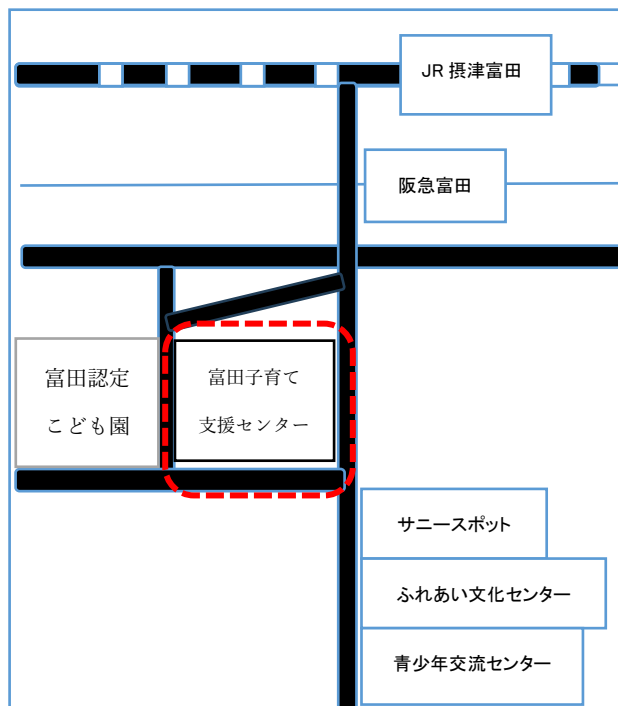 JR 摂津富田
阪急富田
富田認定
こども園
富田子育て
支援センター
サニースポット
ふれあい文化センター
青少年交流センター